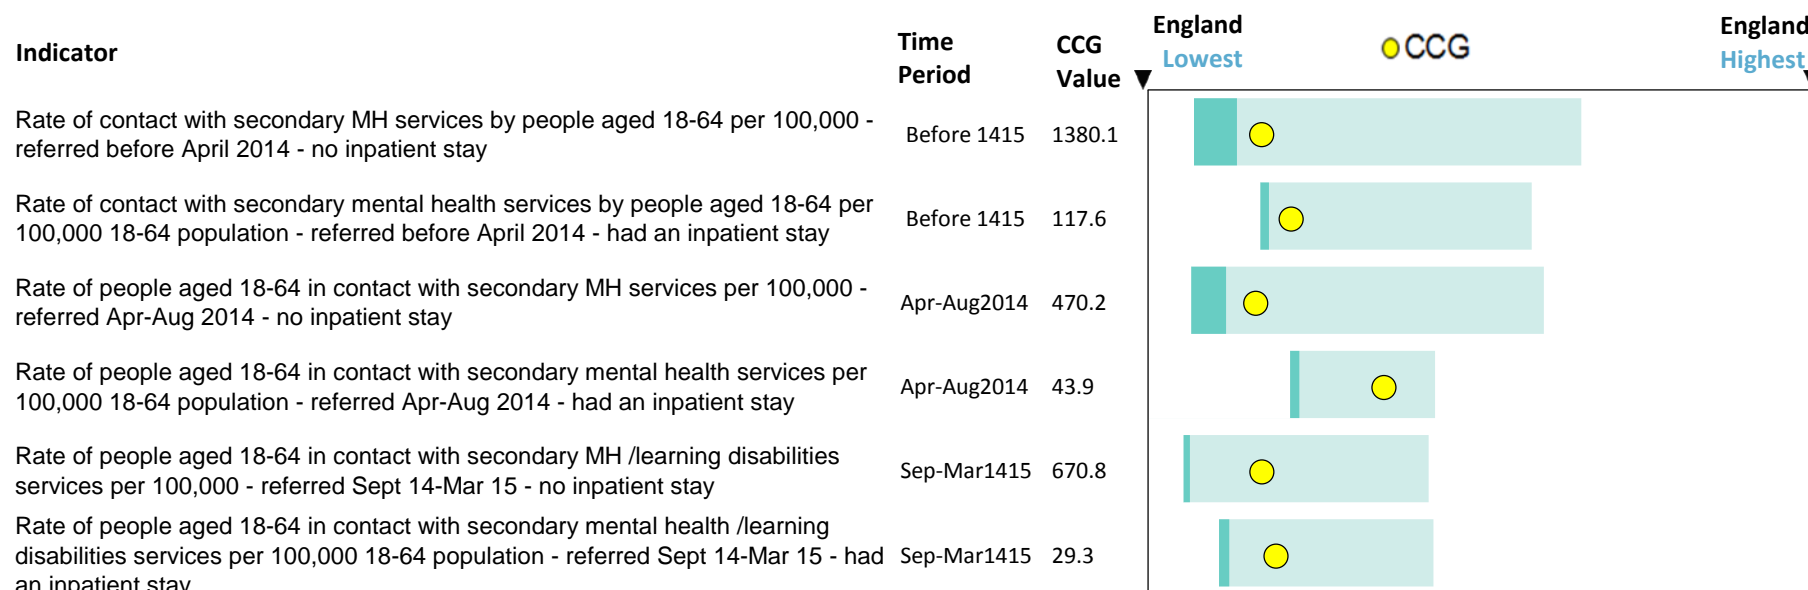 Indicator
Time
Period
CCG
Value
England
Lowest
CCG
England
Highest
Rate of contact with secondary MH services by people aged 18-64 per 100,000 -
referred before April 2014 - no inpatient stay
Before 1415
1380.1
Rate of contact with secondary mental health services by people aged 18-64 per
100,000 18-64 population - referred before April 2014 - had an inpatient stay
Before 1415
117.6
Rate of people aged 18-64 in contact with secondary MH services per 100,000 -
referred Apr-Aug 2014 - no inpatient stay
Apr-Aug2014
470.2
Rate of people aged 18-64 in contact with secondary mental health services per
100,000 18-64 population - referred Apr-Aug 2014 - had an inpatient stay
Apr-Aug2014
43.9
Rate of people aged 18-64 in contact with secondary MH /learning disabilities
services per 100,000 - referred Sept 14-Mar 15 - no inpatient stay
Sep-Mar1415
670.8
Rate of people aged 18-64 in contact with secondary mental health /learning
disabilities services per 100,000 18-64 population - referred Sept 14-Mar 15 - had
an inpatient stay
Sep-Mar1415
29.3